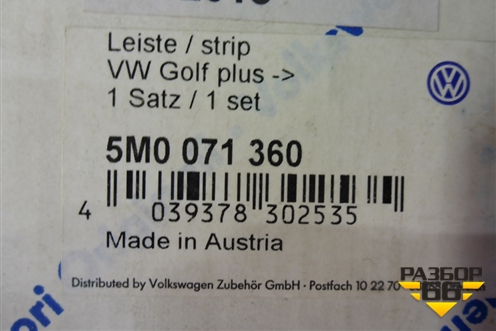 Leiste / strip
VW Golf plus ->
1 Satz / 1 set
5M0 071 360
4 039378 302535
Made in Austria
Distributed by Volkswagen Zubehör GmbH · Postfach 10 22 70
РАЗБОР
66